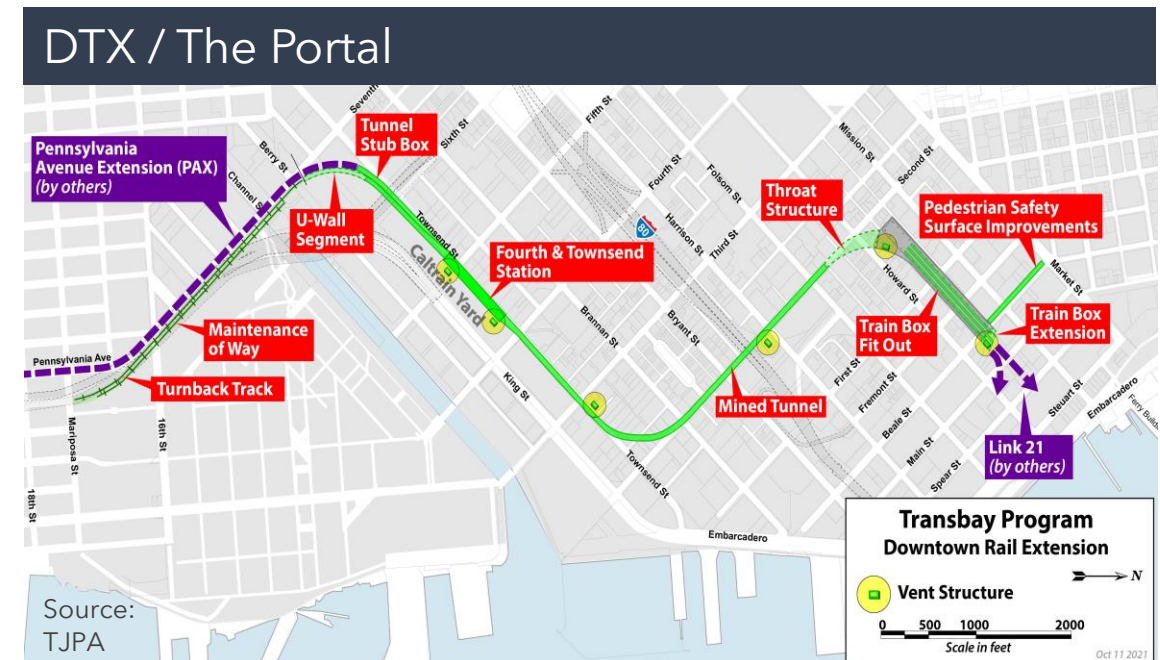 DTX / The Portal
Pennsylvania
Avenue Extension (PAX)
(by others)
Tunnel
Stub Box
U-Wall
Segment
Fourth & Townsend
Station
Throat
Structure
Pedestrian Safety
Surface Improvements
Train Box
Fit Out
Train Box
Extension
Mined Tunnel
Maintenance
of Way
Turnback Track
Link 21
(by others)
Caltrain Yard
Berry St
Channel St
Sixth St
Fifth St
Fourth St
Folsom St
Harrison St
Third St
Mission St
Second St
Howard St
Market St
Townsend St
Brannan St
Bryant St
First St
Fremont St
Beale St
Main St
Spear St
Steuart St
Embarcadero
King St
Townsend St
Embarcadero
Pennsylvania Ave
Mariposa St
16th St
18th St
80
Transbay Program
Downtown Rail Extension
N
Vent Structure
0 500 1000 2000
Scale in feet
Oct 11 2021
Source:
TJPA